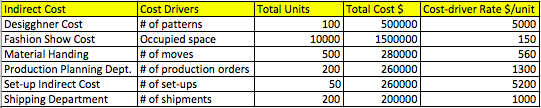 Indirect Cost Cost Drivers Total Units Total Cost $ Cost-driver Rate $/unit
Desigghner Cost # of patterns 100 500000 5000
Fashion Show Cost Occupied space 10000 1500000 150
Material Handing # of moves 500 280000 560
Production Planning Dept. # of production orders 200 260000 1300
Set-up Indirect Cost # of set-ups 50 260000 5200
Shipping Department # of shipments 200 200000 1000